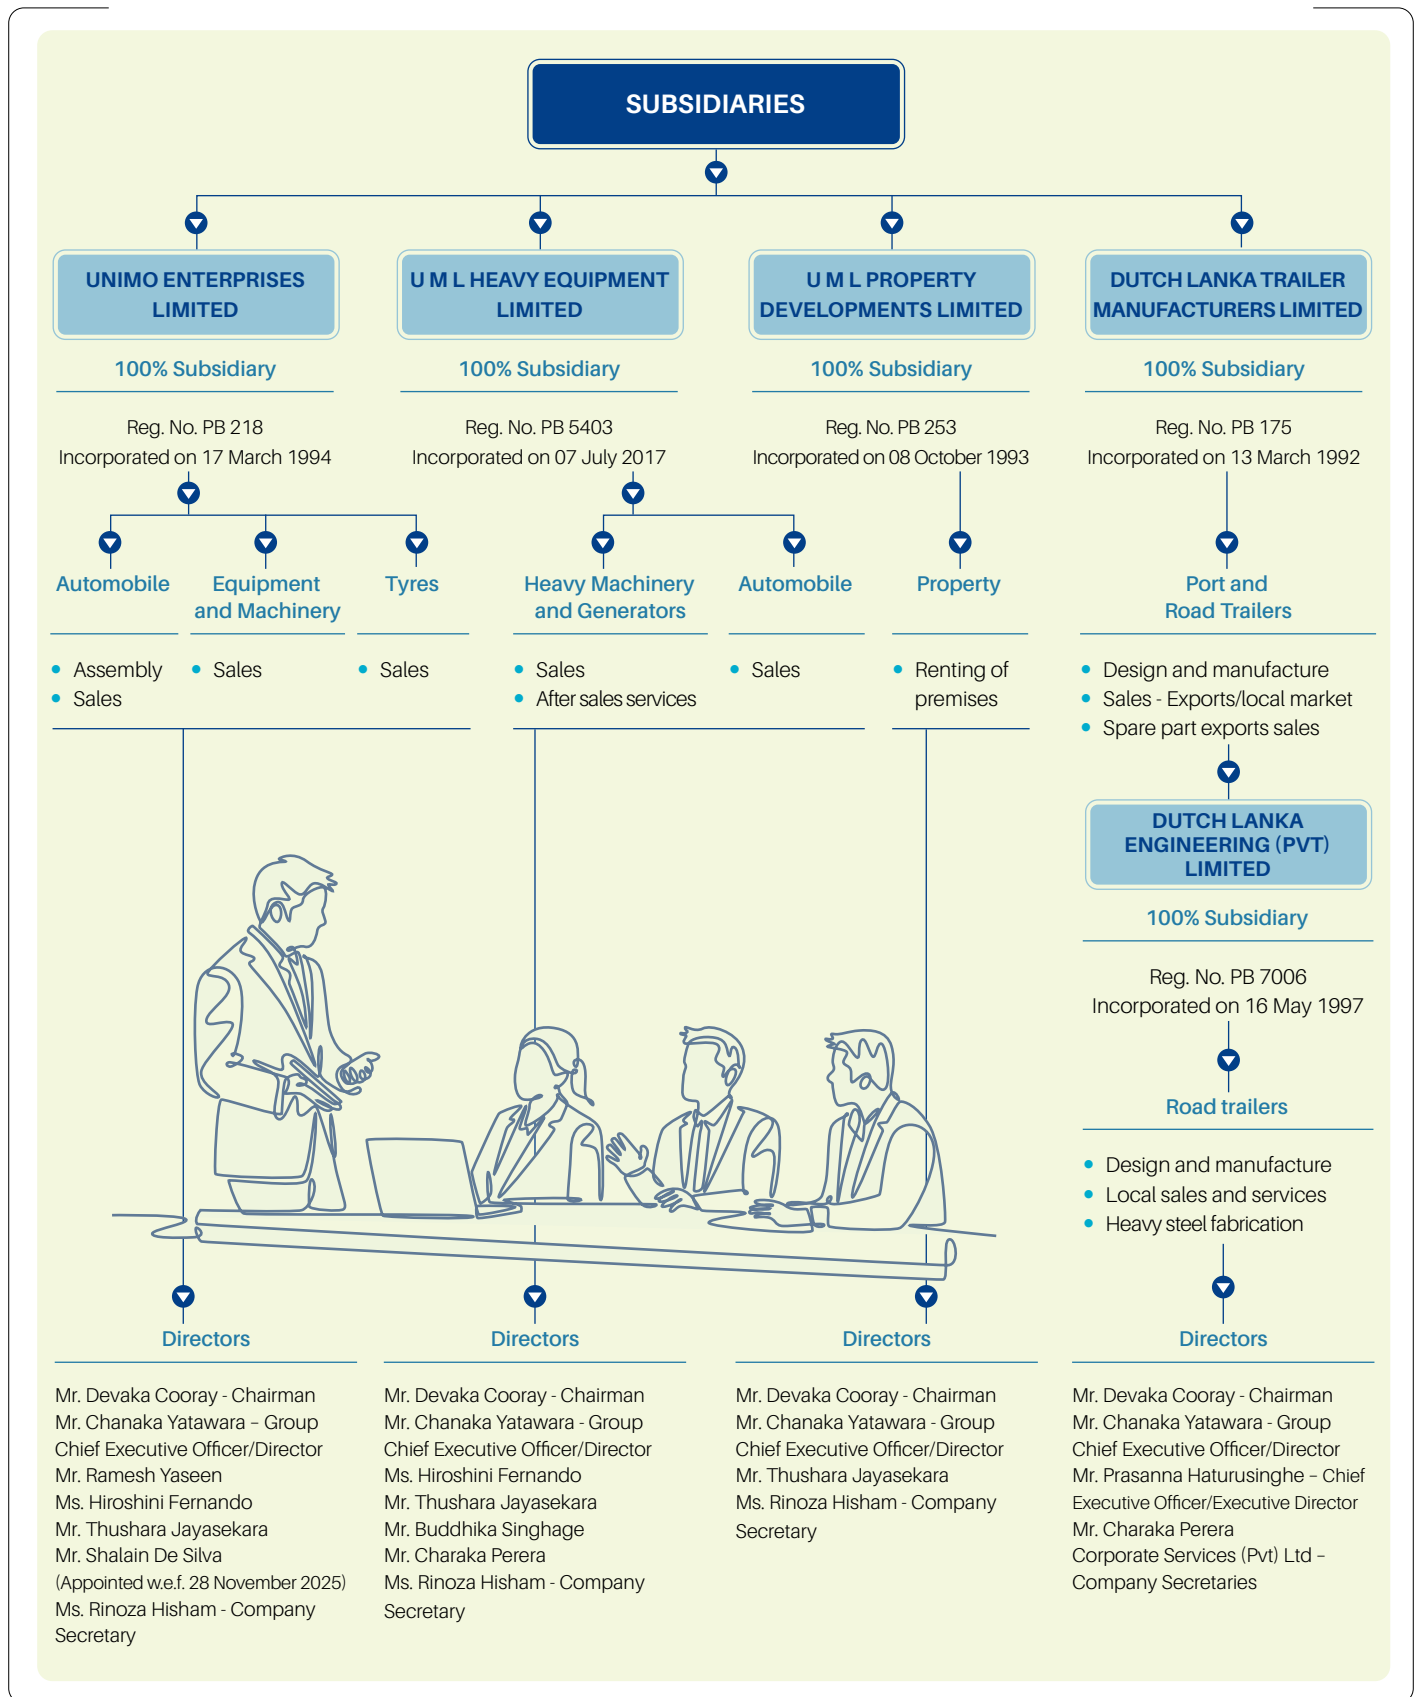 SUBSIDIARIES
UNIMO ENTERPRISES
LIMITED
100% Subsidiary
Reg. No. PB 218
Incorporated on 17 March 1994
Automobile
Assembly
Sales
Equipment
and Machinery
Sales
Tyres
Sales
Directors
Mr. Devaka Cooray - Chairman
Mr. Chanaka Yatawara – Group
Chief Executive Officer/Director
Mr. Ramesh Yaseen
Ms. Hiroshini Fernando
Mr. Thushara Jayasekara
Mr. Shalain De Silva
(Appointed w.e.f. 28 November 2025)
Ms. Rinoza Hisham - Company
Secretary
U M L HEAVY EQUIPMENT
LIMITED
100% Subsidiary
Reg. No. PB 5403
Incorporated on 07 July 2017
Heavy Machinery
and Generators
Sales
After sales services
Automobile
Sales
Directors
Mr. Devaka Cooray - Chairman
Mr. Chanaka Yatawara - Group
Chief Executive Officer/Director
Ms. Hiroshini Fernando
Mr. Thushara Jayasekara
Mr. Buddhika Singhage
Mr. Charaka Perera
Ms. Rinoza Hisham - Company
Secretary
U M L PROPERTY
DEVELOPMENTS LIMITED
100% Subsidiary
Reg. No. PB 253
Incorporated on 08 October 1993
Property
Renting of
premises
Directors
Mr. Devaka Cooray - Chairman
Mr. Chanaka Yatawara - Group
Chief Executive Officer/Director
Mr. Thushara Jayasekara
Ms. Rinoza Hisham - Company
Secretary
DUTCH LANKA TRAILER
MANUFACTURERS LIMITED
100% Subsidiary
Reg. No. PB 175
Incorporated on 13 March 1992
Port and
Road Trailers
Design and manufacture
Sales - Exports/local market
Spare part exports sales
DUTCH LANKA
ENGINEERING (PVT)
LIMITED
100% Subsidiary
Reg. No. PB 7006
Incorporated on 16 May 1997
Road trailers
Design and manufacture
Local sales and services
Heavy steel fabrication
Directors
Mr. Devaka Cooray - Chairman
Mr. Chanaka Yatawara - Group
Chief Executive Officer/Director
Mr. Prasanna Haturusinghe – Chief
Executive Officer/Executive Director
Mr. Charaka Perera
Corporate Services (Pvt) Ltd –
Company Secretaries